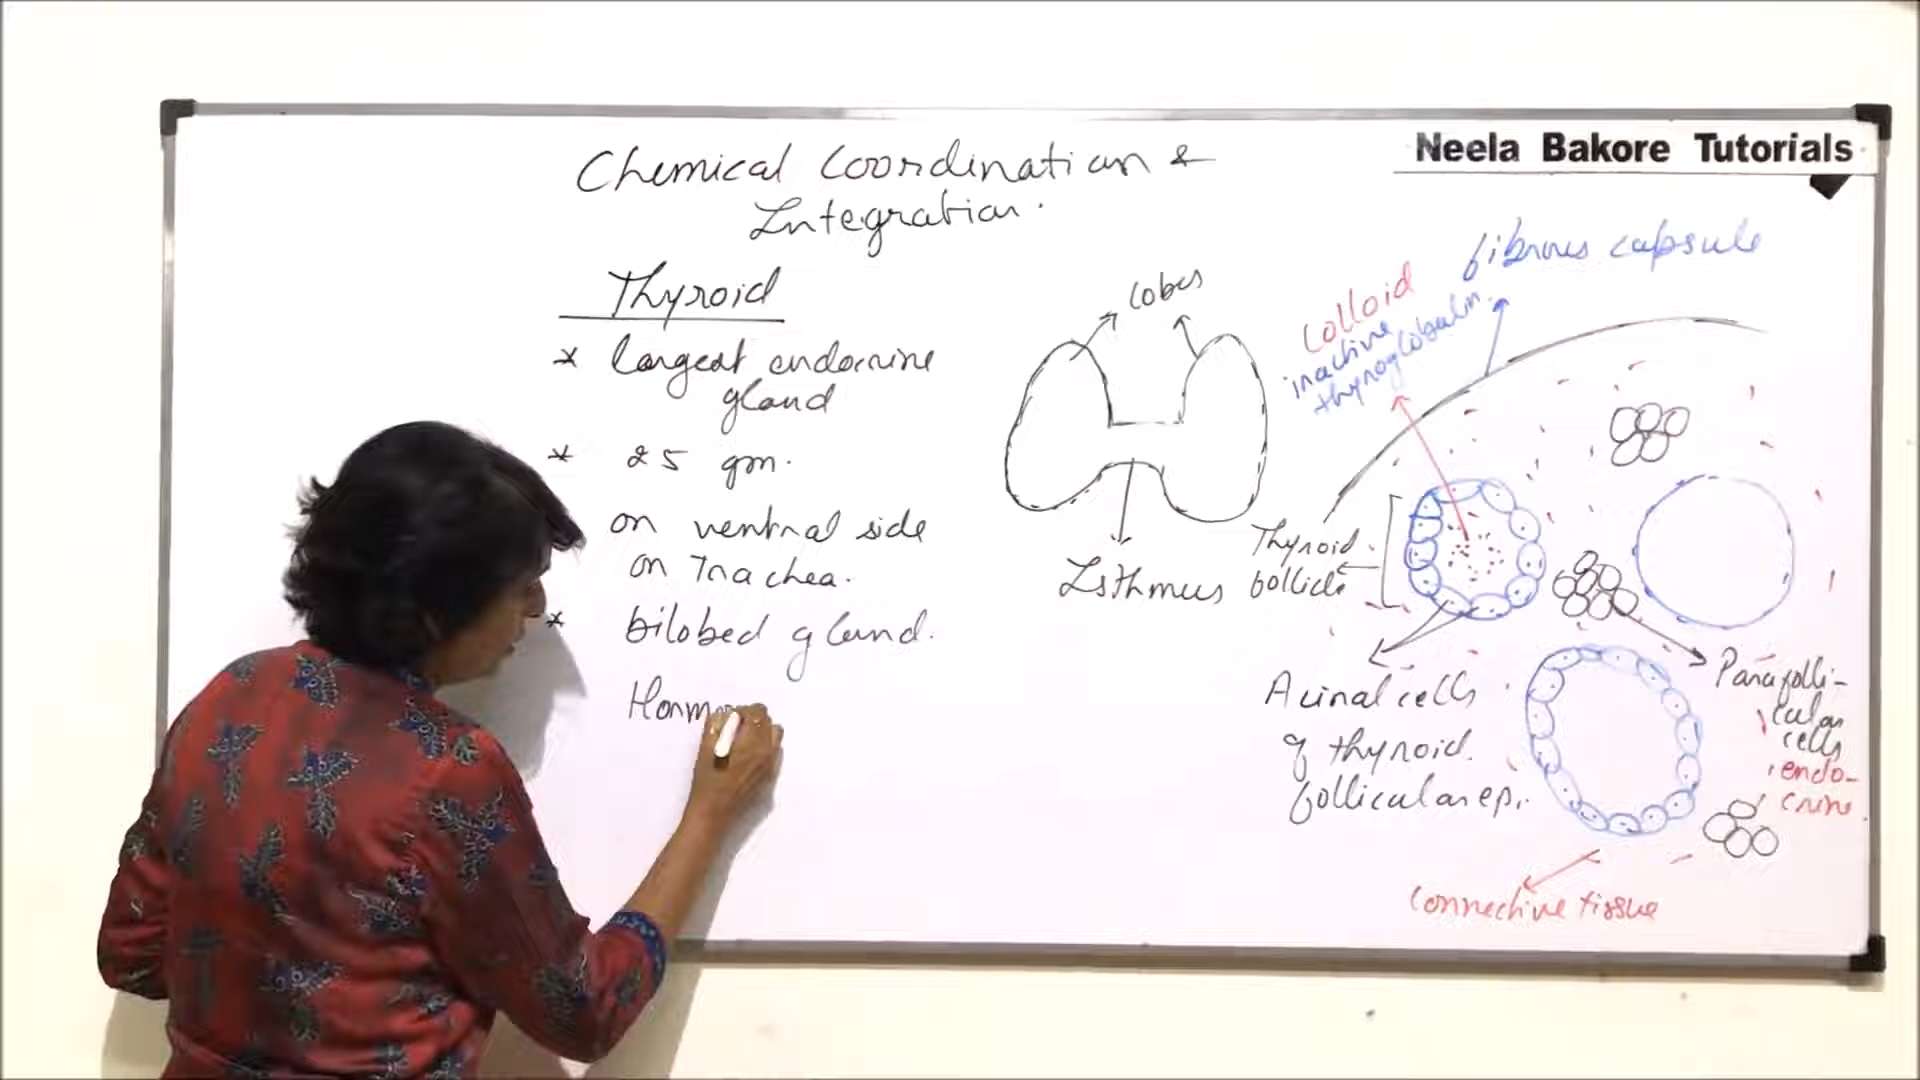 Neela Bakore Tutorials
Chemical Coordination &
Integration.
Thyroid
* largest endocrine
gland
* 25 gm.
on ventral side
on Trachea.
* bilobed gland.
Hormo
lobes
Isthmus
fibrous capsule
colloid
inactive
thyroglobulin.
Thyroid
follicle
Acinal cells
of thyroid
follicular epi.
Parafolli-
cular
cells
endo-
crine.
connective tissue